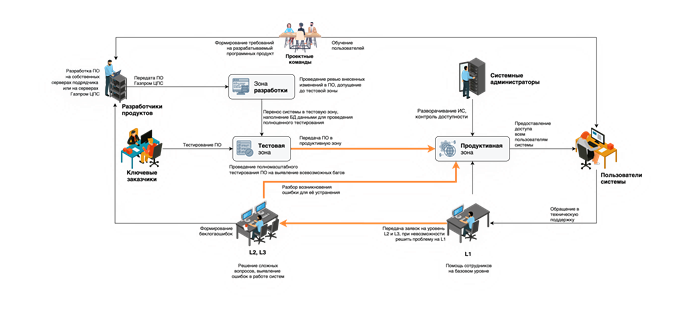 Формирование требований
на разрабатываемый
программных продукт
Обучение
пользователей
Проектные
команды
Разработка ПО
на собственных
серверах подрядчика
или на серверах
Газпром ЦПС
Передача ПО
Газпром ЦПС
Зона
разработки
Проведение ревью внесенных
изменений в ПО, допущение
до тестовой зоны
Системные
администраторы
Разработчики
продуктов
Перенос системы в тестовую зону,
наполнение БД данными для проведения
полноценного тестирования
Разворачивание ИС,
контроль доступности
Предоставление
доступа
всем
пользователям
системы
Тестирование ПО
Тестовая
зона
Передача ПО в
продуктивную зону
Продуктивная
зона
Ключевые
заказчики
Проведение полномасштабного
тестирования ПО на выявление всевозможных багов
Пользователи
системы
Разбор возникновения
ошибки для её устранения
Формирование
беклогаошибок
Передача заявок на уровень
L2 и L3, при невозможности
решить проблему на L1
Обращение в
техническую
поддержку
L2, L3
L1
Решение сложных
вопросов, выявление
ошибок в работе систем
Помощь сотрудников
на базовом уровне